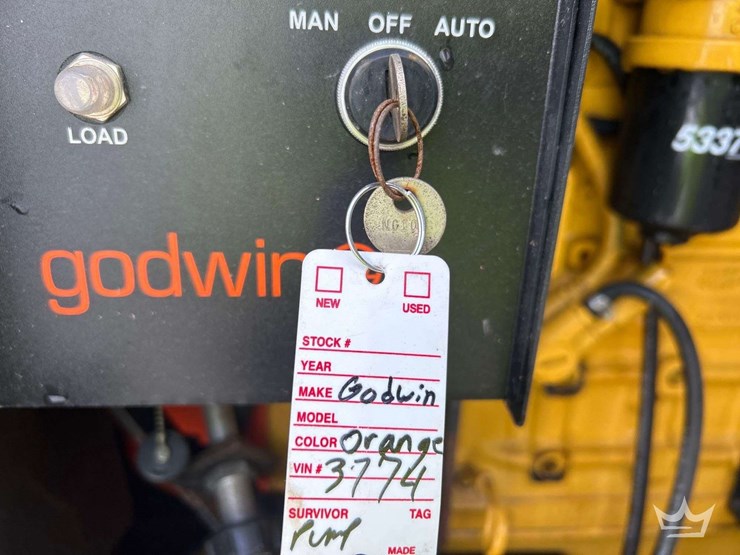 MAN OFF AUTO
LOAD
5337
godwin
NEW USED
STOCK #
YEAR
MAKE Godwin
MODEL
COLOR Orange
VIN # 3774
SURVIVOR TAG
Pump
MADE